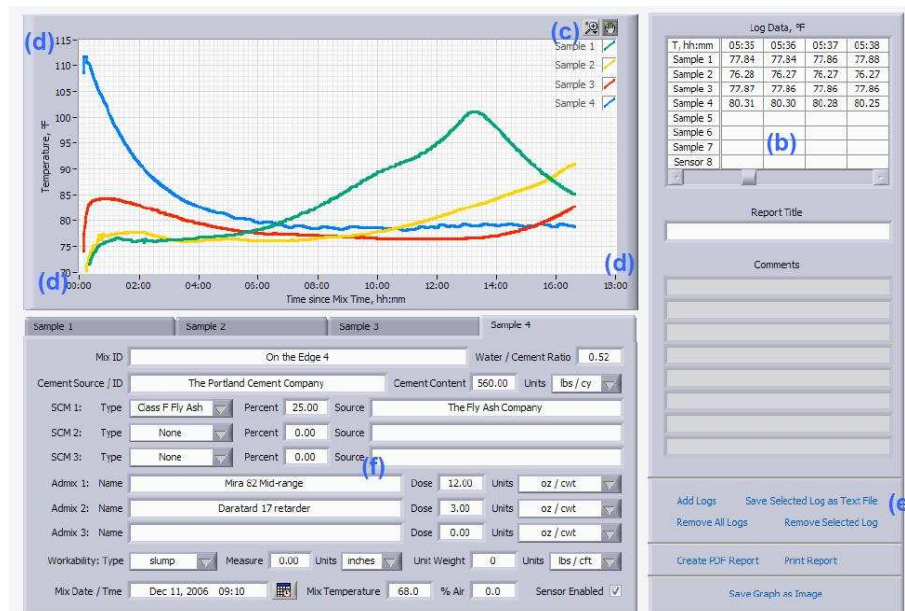 (d)
(c)
Sample 1
Sample 2
Sample 3
Sample 4
115
110
105
100
95
90
85
80
75
70
Temperature, °F
00:00 02:00 04:00 06:00 08:00 10:00 12:00 14:00 16:00 18:00
Time since Mix Time, hh:mm
(d)
(d)
Log Data, °F
T, hh:mm 05:35 05:36 05:37 05:38
Sample 1 77.84 77.84 77.86 77.88
Sample 2 76.28 76.27 76.27 76.27
Sample 3 77.87 77.86 77.86 77.86
Sample 4 80.31 80.30 80.28 80.25
Sample 5
Sample 6
Sample 7
Sensor 8
(b)
Report Title
Comments
Sample 1 Sample 2 Sample 3 Sample 4
Mix ID On the Edge 4 Water / Cement Ratio 0.52
Cement Source / ID The Portland Cement Company Cement Content 560.00 Units lbs / cy
SCM 1: Type Class F Fly Ash Percent 25.00 Source The Fly Ash Company
SCM 2: Type None Percent 0.00 Source
SCM 3: Type None Percent 0.00 Source
(f)
Admix 1: Name Mira 82 Mid-range Dose 12.00 Units oz / cwt
Admix 2: Name Daratard 17 retarder Dose 3.00 Units oz / cwt
Admix 3: Name Dose 0.00 Units oz / cwt
Workability: Type slump Measure 0.00 Units inches Unit Weight 0 Units lbs / cft
Mix Date / Time Dec 11, 2006 09:10 Mix Temperature 68.0 % Air 0.0 Sensor Enabled
Add Logs Save Selected Log as Text File (e
Remove All Logs Remove Selected Log
Create PDF Report Print Report
Save Graph as Image